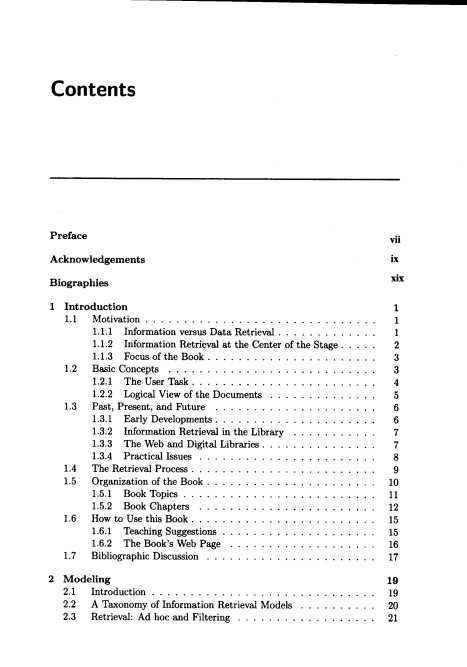 Contents
Preface vii
Acknowledgements ix
Biographies xix
1 Introduction 1
1.1 Motivation . . . . . . . . . . . . . . . . . . . . . . . . . . . . . . 1
1.1.1 Information versus Data Retrieval . . . . . . . . . . . . . 1
1.1.2 Information Retrieval at the Center of the Stage . . . . . 2
1.1.3 Focus of the Book . . . . . . . . . . . . . . . . . . . . . . 3
1.2 Basic Concepts . . . . . . . . . . . . . . . . . . . . . . . . . . . 3
1.2.1 The User Task . . . . . . . . . . . . . . . . . . . . . . . . 4
1.2.2 Logical View of the Documents . . . . . . . . . . . . . . 5
1.3 Past, Present, and Future . . . . . . . . . . . . . . . . . . . . . 6
1.3.1 Early Developments . . . . . . . . . . . . . . . . . . . . . 6
1.3.2 Information Retrieval in the Library . . . . . . . . . . . 7
1.3.3 The Web and Digital Libraries . . . . . . . . . . . . . . . 7
1.3.4 Practical Issues . . . . . . . . . . . . . . . . . . . . . . . 8
1.4 The Retrieval Process . . . . . . . . . . . . . . . . . . . . . . . . 9
1.5 Organization of the Book . . . . . . . . . . . . . . . . . . . . . . 10
1.5.1 Book Topics . . . . . . . . . . . . . . . . . . . . . . . . . 11
1.5.2 Book Chapters . . . . . . . . . . . . . . . . . . . . . . . 12
1.6 How to Use this Book . . . . . . . . . . . . . . . . . . . . . . . . 15
1.6.1 Teaching Suggestions . . . . . . . . . . . . . . . . . . . . 15
1.6.2 The Book's Web Page . . . . . . . . . . . . . . . . . . . 16
1.7 Bibliographic Discussion . . . . . . . . . . . . . . . . . . . . . . 17
2 Modeling 19
2.1 Introduction . . . . . . . . . . . . . . . . . . . . . . . . . . . . . 19
2.2 A Taxonomy of Information Retrieval Models . . . . . . . . . . 20
2.3 Retrieval: Ad hoc and Filtering . . . . . . . . . . . . . . . . . . 21